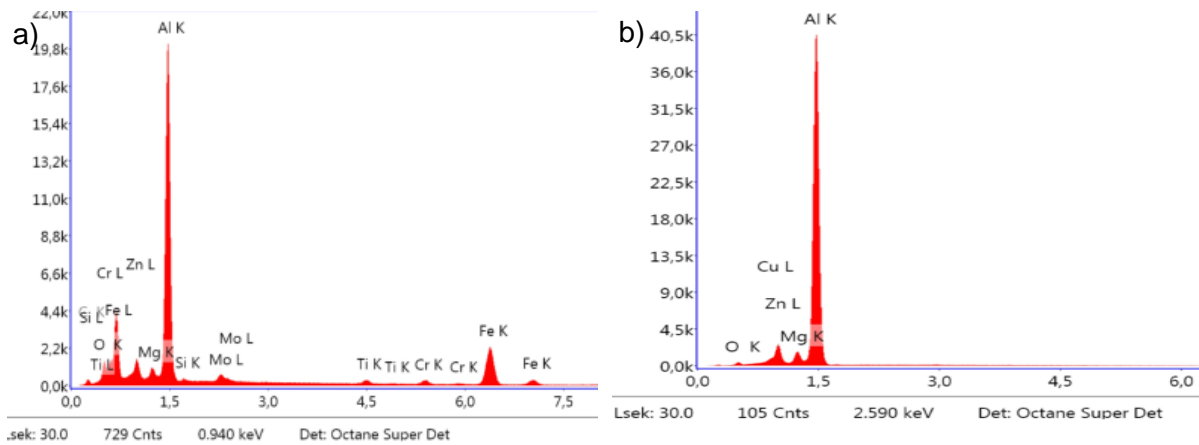 a)
22,0k
19,8k
17,6k
15,4k
13,2k
11,0k
8,8k
6,6k
4,4k
2,2k
0,0k
Al K
Cr L
Zn L
Si L
Fe L
O K
Ti L
Mg K
Si K
Mo L
Mo L
Ti K
Ti K
Cr K
Cr K
Fe K
Fe K
0,0 1,5 3,0 4,5 6,0 7,5
Lsek: 30.0 729 Cnts 0.940 keV Det: Octane Super Det
b)
40,5k
36,0k
31,5k
27,0k
22,5k
18,0k
13,5k
9,0k
4,5k
0,0k
Al K
Cu L
Zn L
Mg K
O K
0,0 1,5 3,0 4,5 6,0
Lsek: 30.0 105 Cnts 2.590 keV Det: Octane Super Det